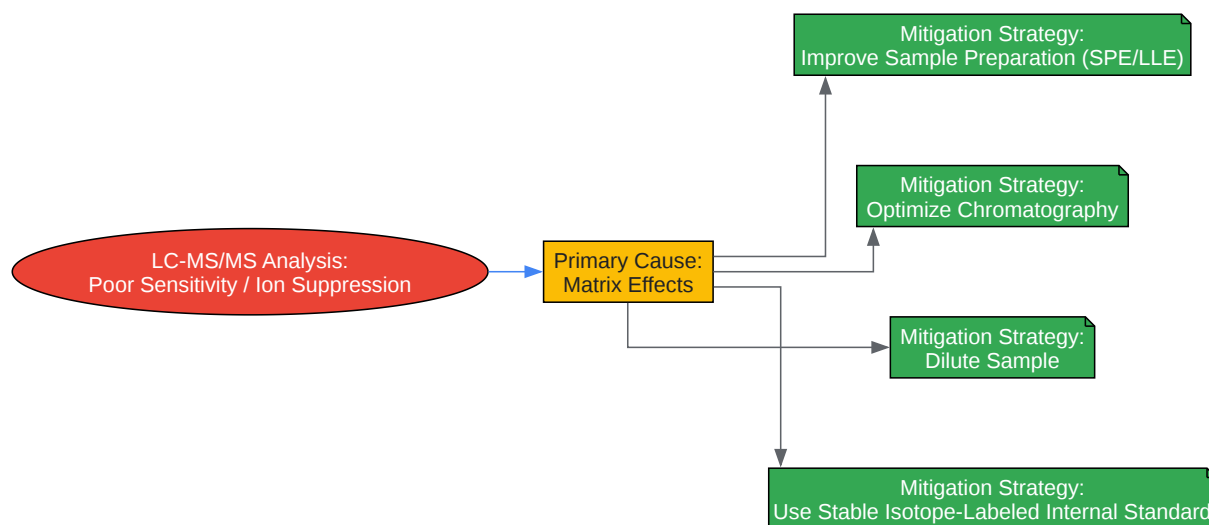 Mitigation Strategy:
Improve Sample Preparation (SPE/LLE)
Mitigation Strategy:
Optimize Chromatography
LC-MS/MS Analysis:
Poor Sensitivity / Ion Suppression
Primary Cause:
Matrix Effects
Mitigation Strategy:
Dilute Sample
Mitigation Strategy:
Use Stable Isotope-Labeled Internal Standard